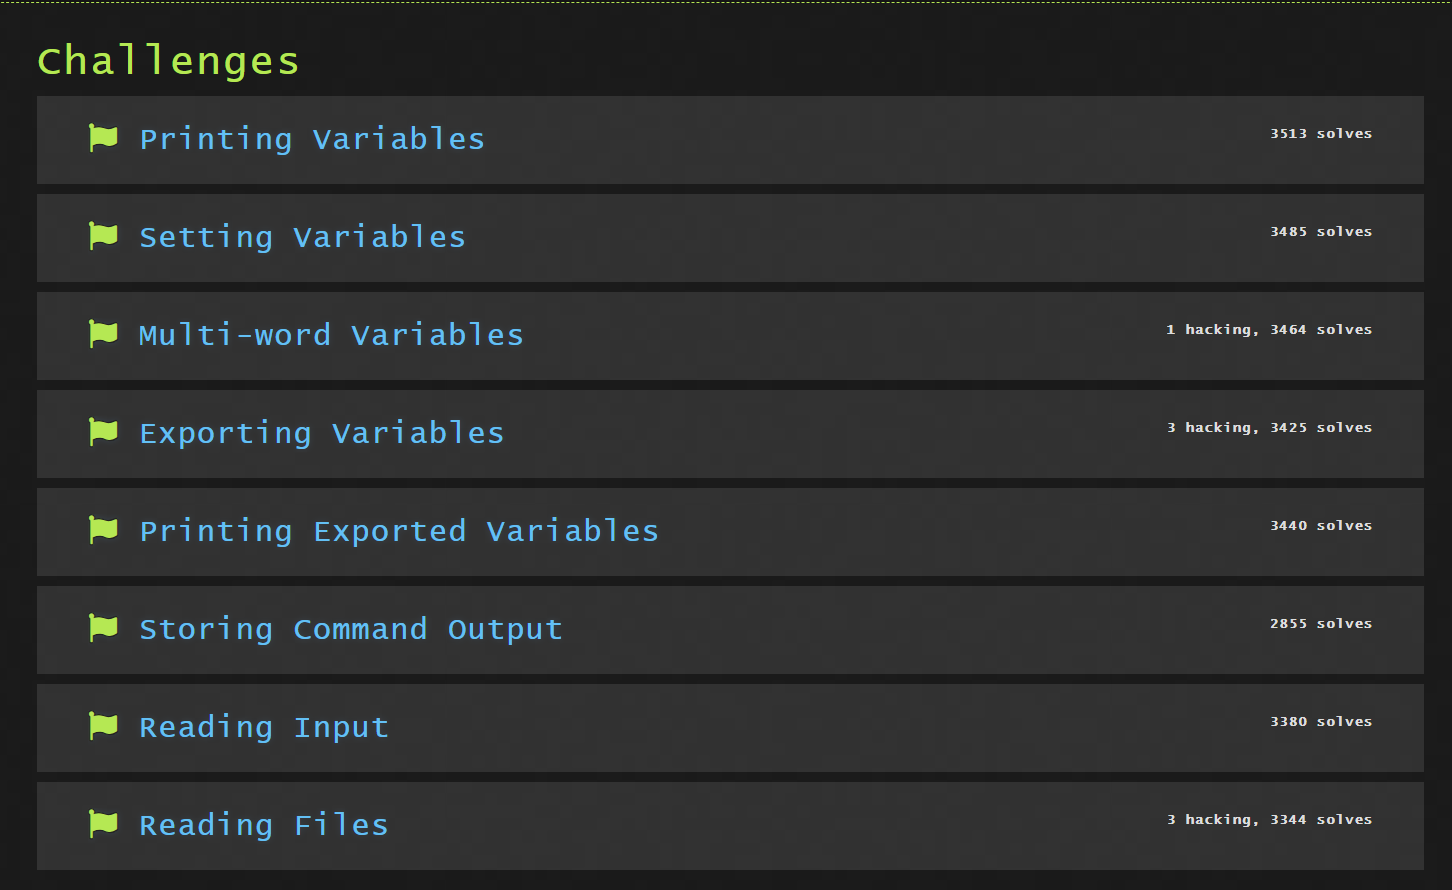 Challenges
Printing Variables 3513 solves
Setting Variables 3485 solves
Multi-word Variables 1 hacking, 3464 solves
Exporting Variables 3 hacking, 3425 solves
Printing Exported Variables 3440 solves
Storing Command Output 2855 solves
Reading Input 3380 solves
Reading Files 3 hacking, 3344 solves